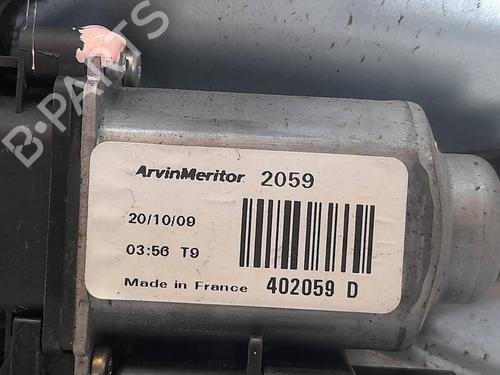 B-PARTS
ArvinMeritor 2059
20/10/09
03:56 T9
Made in France 402059 D